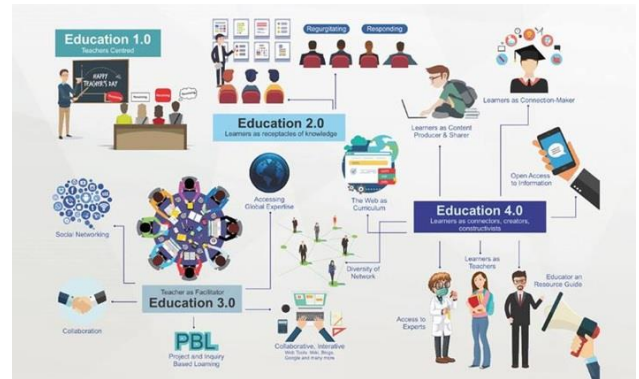 Education 1.0
Teachers Centred
HAPPY
TEACHER'S DAY
Regurgitating
Responding
Education 2.0
Learners as receptacles of knowledge
Learners as Content
Producer & Sharer
Learners as Connection-Maker
Open Access
to Information
Accessing
Global Expertise
The Web as
Curriculum
Education 4.0
Learners as connectors, creators,
constructivists
Social Networking
Teacher as Facilitator
Education 3.0
Diversity of
Network
Learners as
Teachers
Educator an
Resource Guide
Access to
Experts
Collaboration
PBL
Project and Inquiry
Based Learning
Collaborative, Interative
Web Tools: Wiki, Blogs,
Google and many more